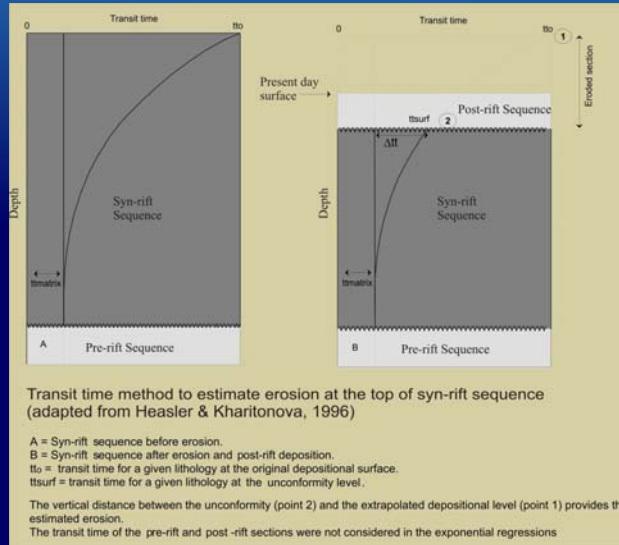 Transit time
0
tto
Depth
Syn-rift
Sequence
ttmatrix
A
Pre-rift Sequence
Transit time
0
tto
1
Eroded section
Present day
surface
Post-rift Sequence
ttsurf
2
Δtt
Depth
Syn-rift
Sequence
ttmatrix
B
Pre-rift Sequence
Transit time method to estimate erosion at the top of syn-rift sequence
(adapted from Heasler & Kharitonova, 1996)
A = Syn-rift sequence before erosion.
B = Syn-rift sequence after erosion and post-rift deposition.
tto = transit time for a given lithology at the original depositional surface.
ttsurf = transit time for a given lithology at the unconformity level.
The vertical distance between the unconformity (point 2) and the extrapolated depositional level (point 1) provides th
estimated erosion.
The transit time of the pre-rift and post -rift sections were not considered in the exponential regressions